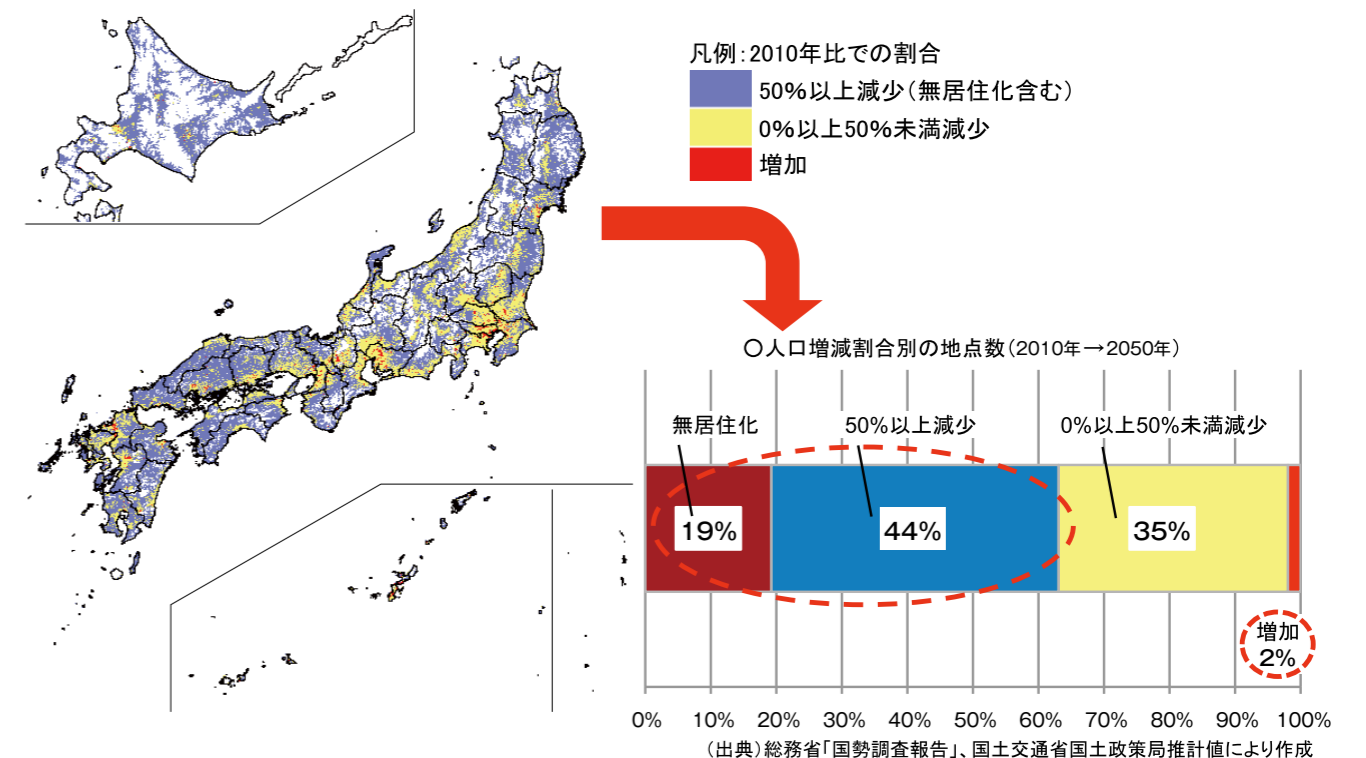 凡例：2010年比での割合
50％以上減少（無居住化含む）
0％以上50％未満減少
増加
○人口増減割合別の地点数（2010年→2050年）
無居住化
50%以上減少
0%以上50%未満減少
19%
44%
35%
増加
2%
0% 10% 20% 30% 40% 50% 60% 70% 80% 90% 100%
（出典）総務省「国勢調査報告」、国土交通省国土政策局推計値により作成